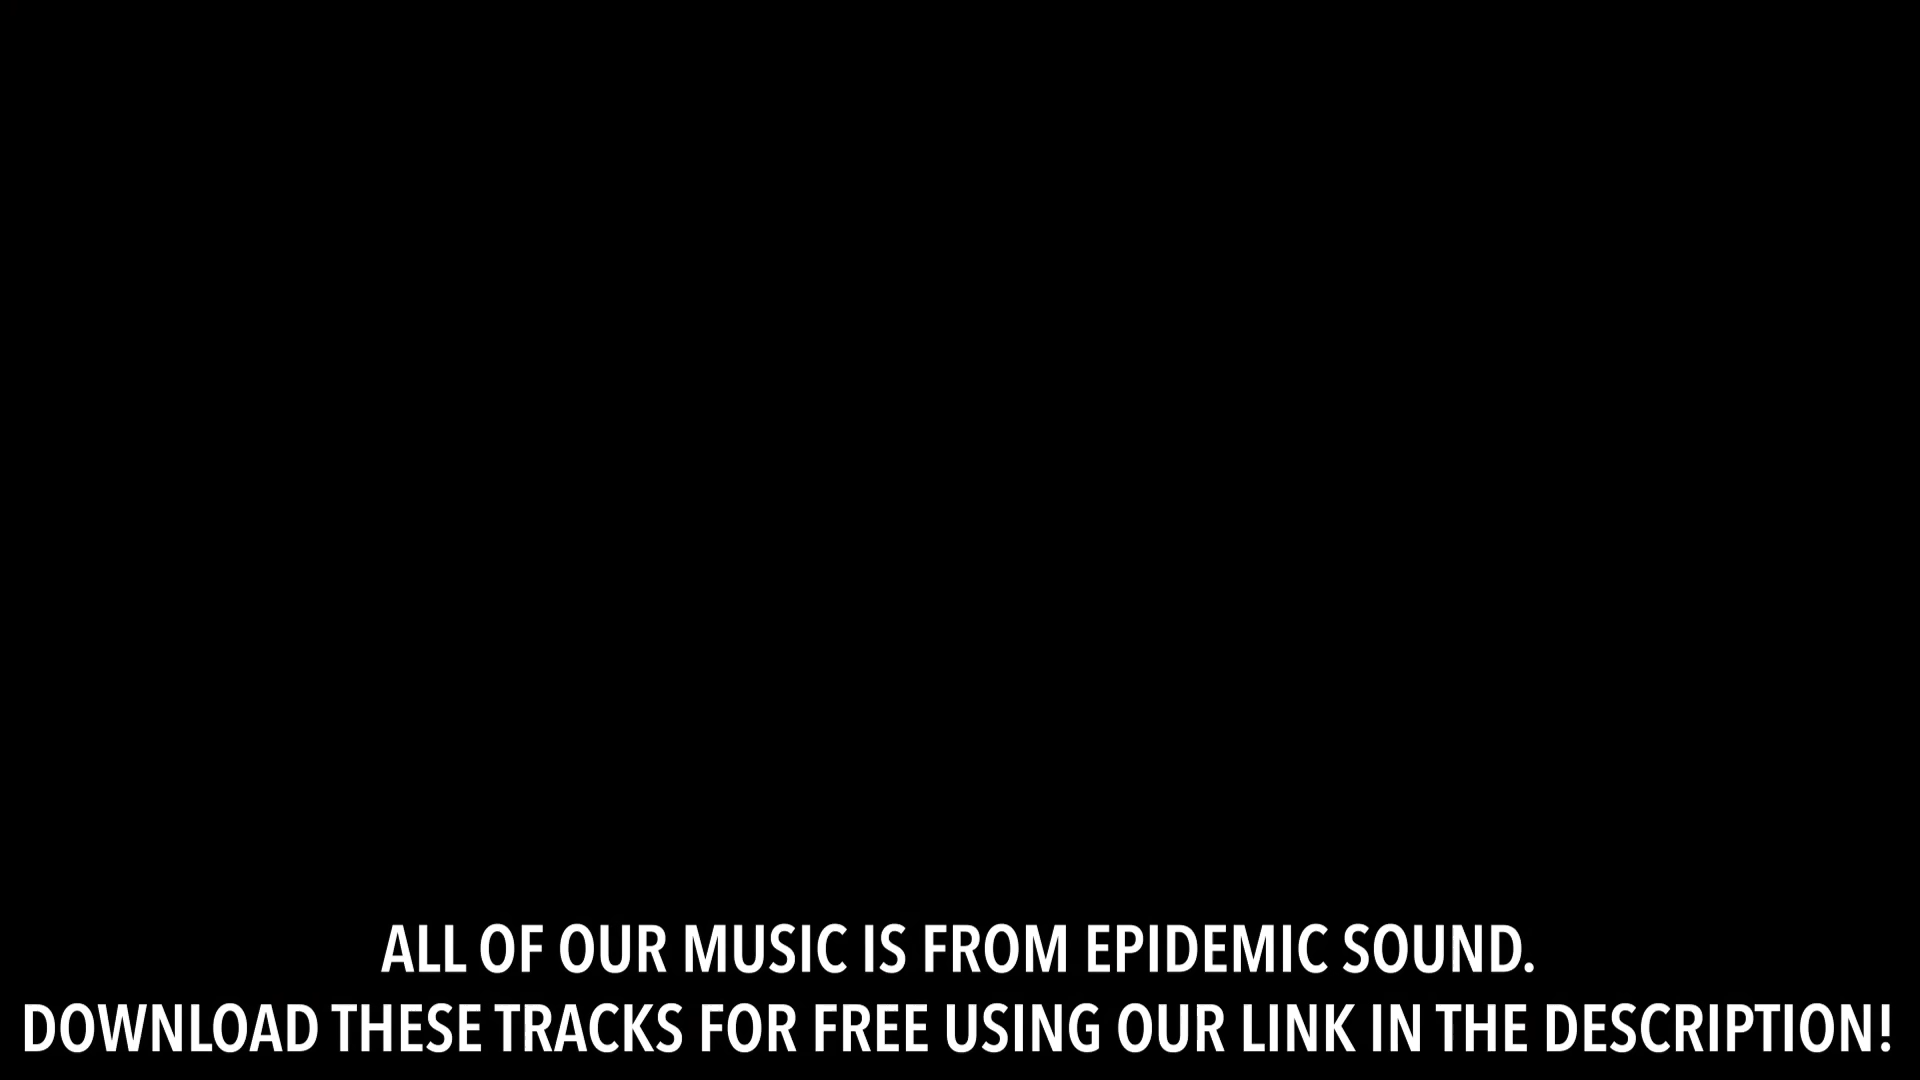 ALL OF OUR MUSIC IS FROM EPIDEMIC SOUND.
DOWNLOAD THESE TRACKS FOR FREE USING OUR LINK IN THE DESCRIPTION!